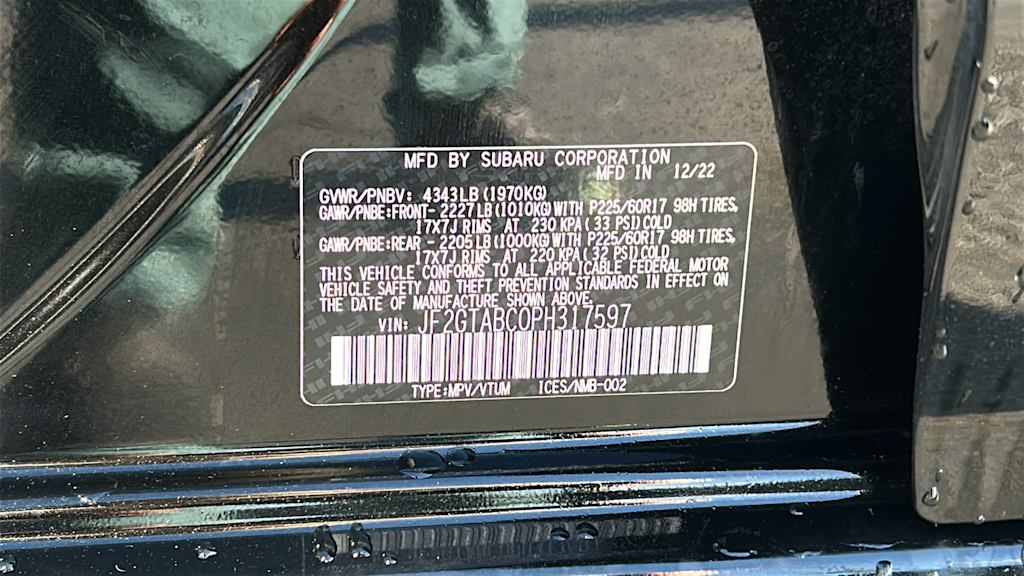 MFD BY SUBARU CORPORATION
MFD IN 12/22
GVWR/PNBV: 4343LB(1970KG)
GAWR/PNBE:FRONT- 2227LB(1010KG)WITH P225/60R17 98H TIRES,
17X7J RIMS AT 230 KPA(33 PSI)COLD
GAWR/PNBE:REAR - 2205LB(1000KG)WITH P225/60R17 98H TIRES,
17X7J RIMS AT 220 KPA(32 PSI)COLD
THIS VEHICLE CONFORMS TO ALL APPLICABLE FEDERAL MOTOR
VEHICLE SAFETY AND THEFT PREVENTION STANDARDS IN EFFECT ON
THE DATE OF MANUFACTURE SHOWN ABOVE.
VIN: JF2GTABC0PH317597
TYPE:MPV/VTUM ICES/NMB-002